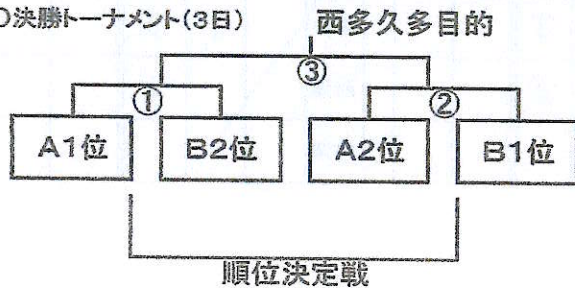 ○決勝トーナメント(3日)
西多久多目的
③
① ②
A1位 B2位 A2位 B1位
順位決定戦